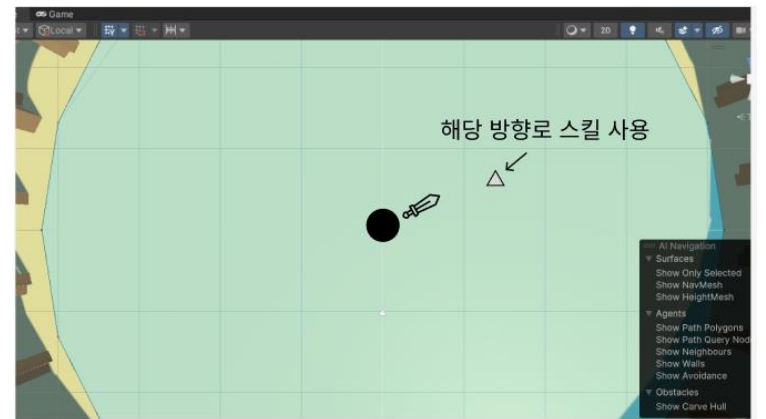 Game
Local
2D
해당 방향로 스킬 사용
AI Navigation
Surfaces
Show Only Selected
Show NavMesh
Show HeightMesh
Agents
Show Path Polygons
Show Path Query Nod
Show Neighbours
Show Walls
Show Avoidance
Obstacles
Show Carve Hull